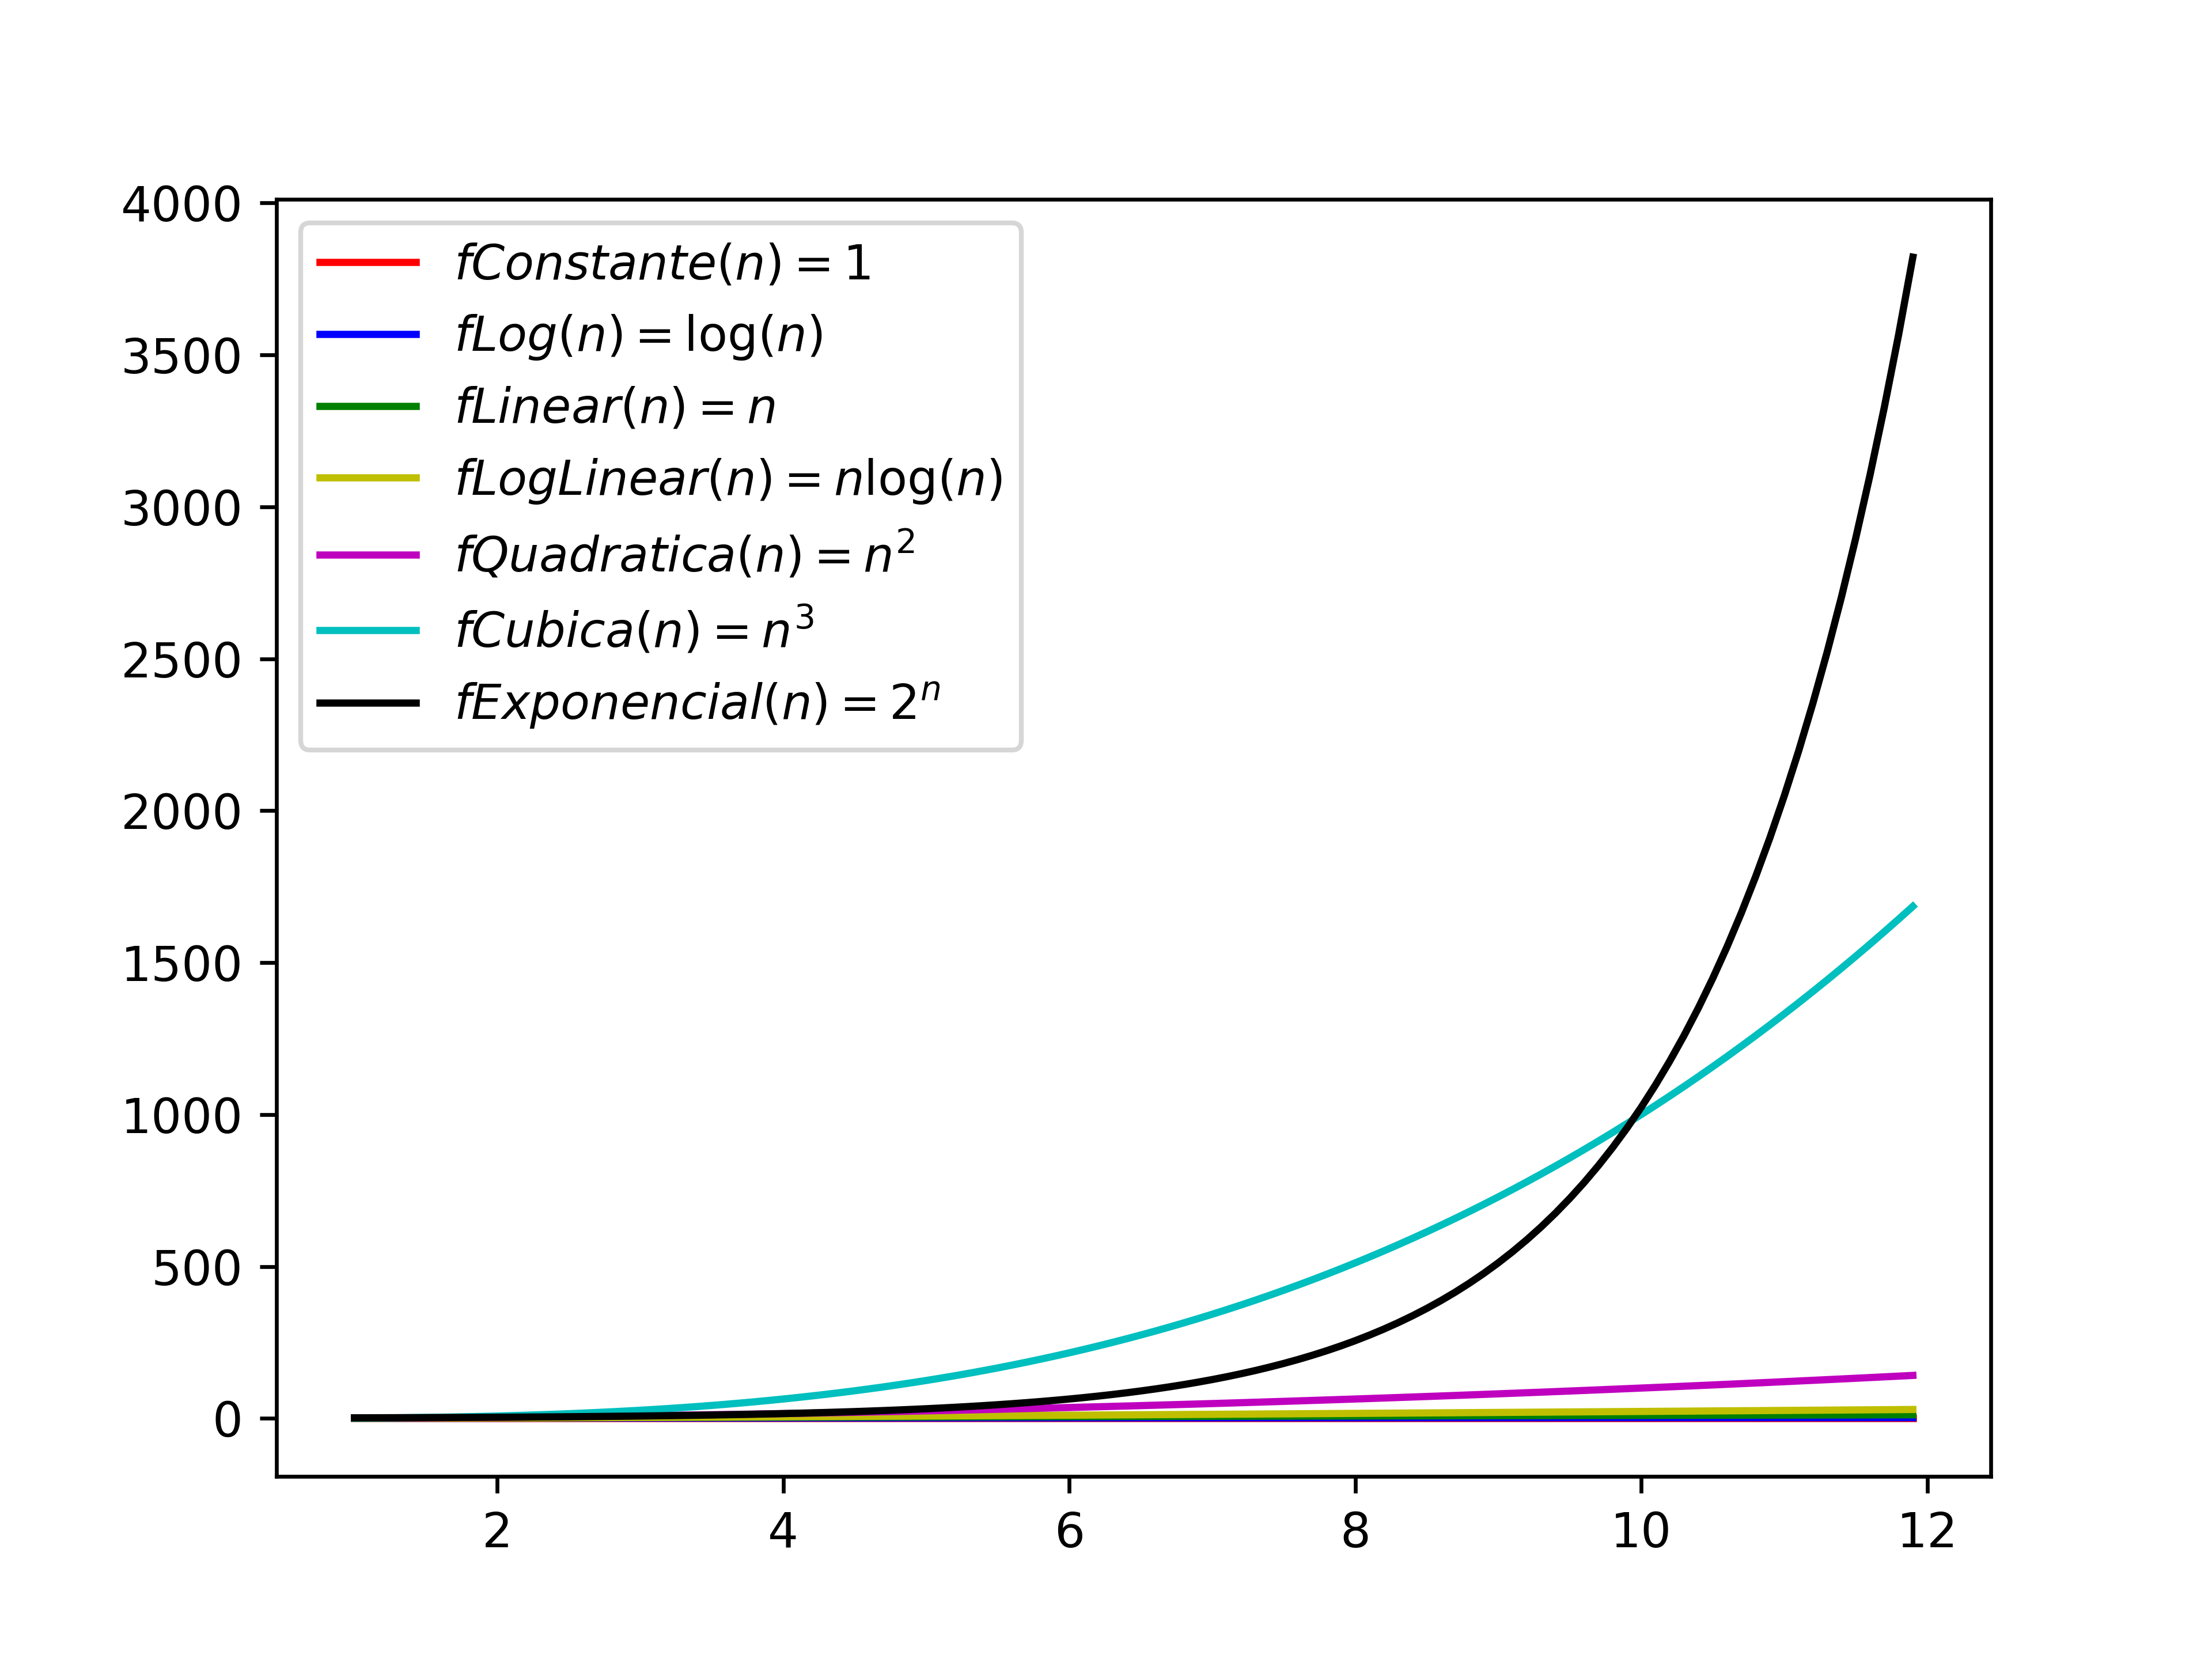 4000
3500
3000
2500
2000
1500
1000
500
0
fConstante(n) = 1
fLog(n) = log(n)
fLinear(n) = n
fLogLinear(n) = nlog(n)
fQuadratica(n) = n²
fCubica(n) = n³
fExponencial(n) = 2ⁿ
2 4 6 8 10 12